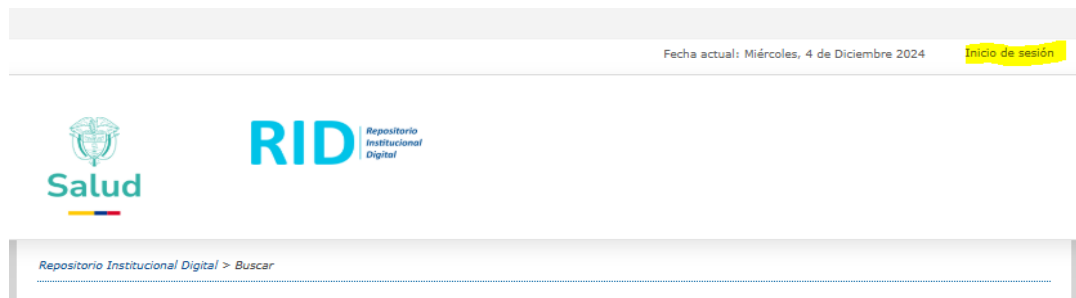 Fecha actual: Miércoles, 4 de Diciembre 2024 Inicio de sesión
Salud
RID
Repositorio
Institucional
Digital
Repositorio Institucional Digital > Buscar